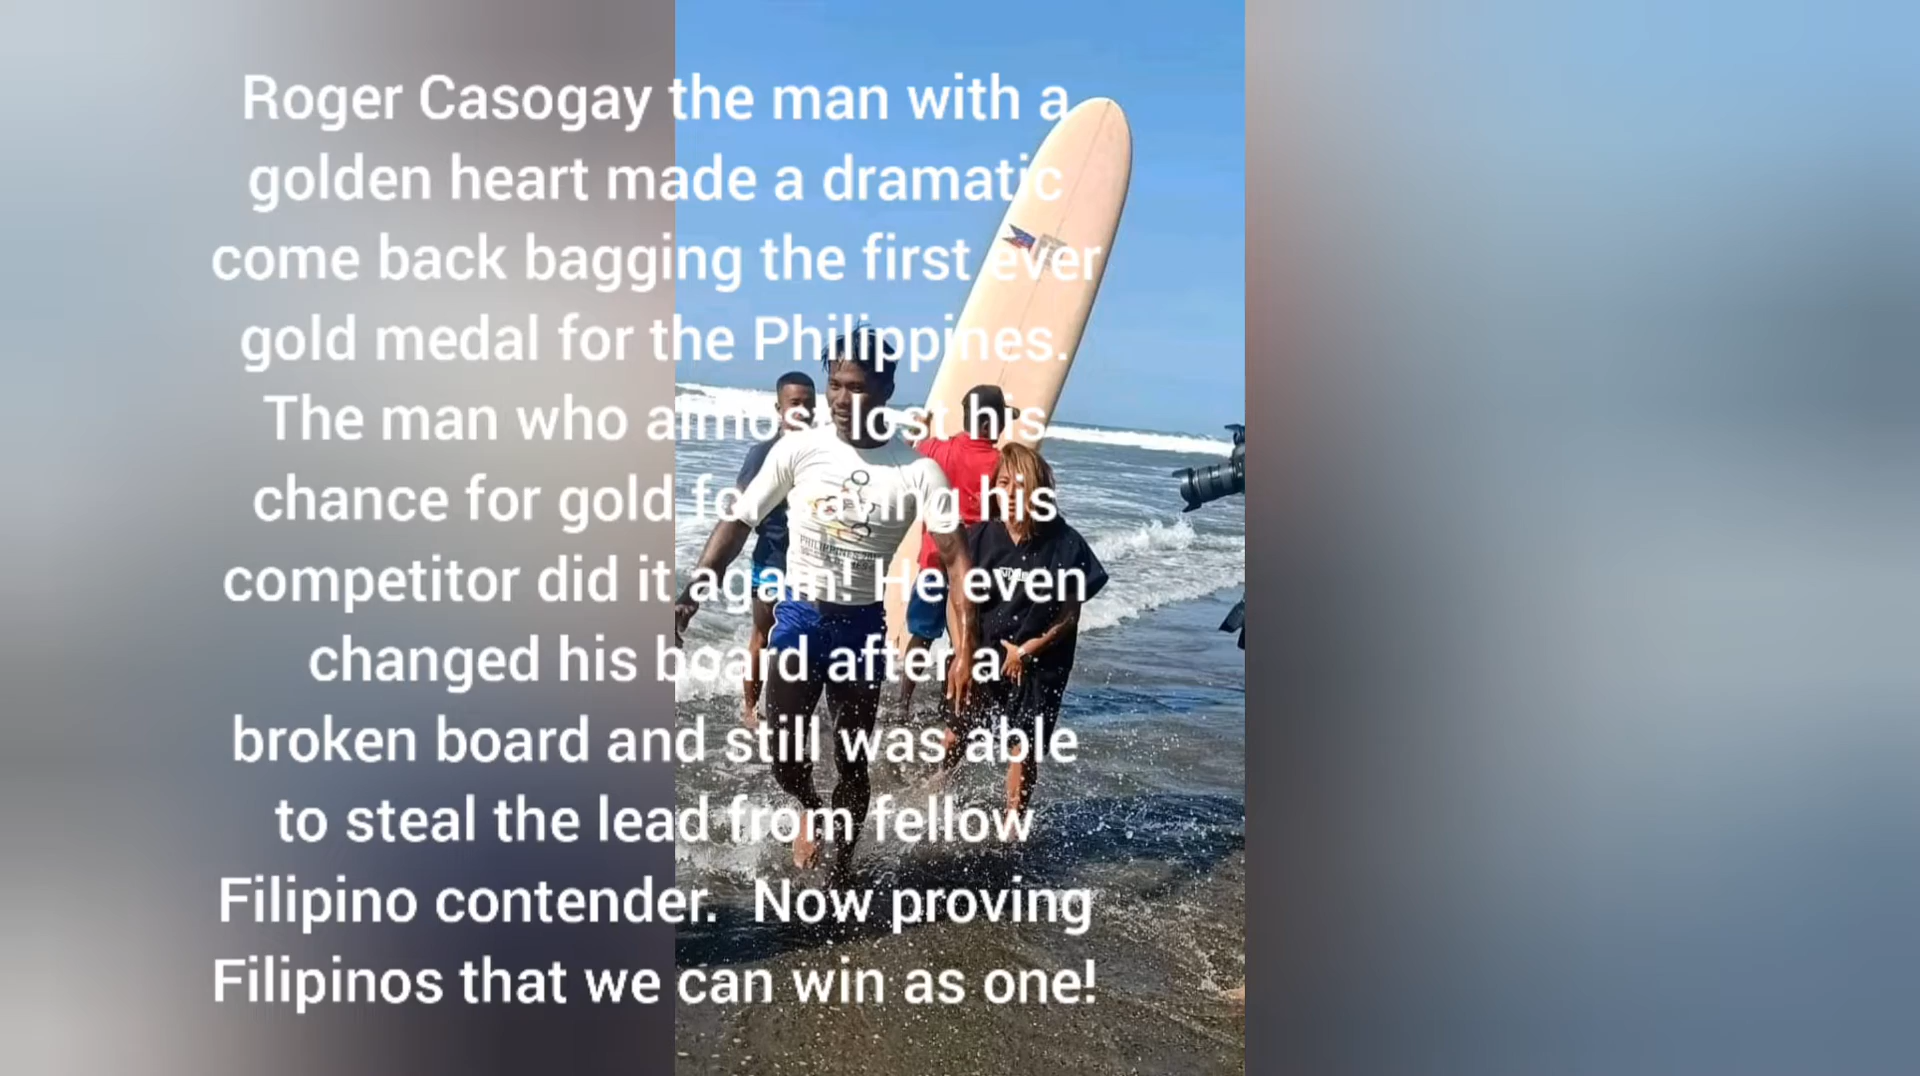 Roger Casogay the man with a
golden heart made a dramatic
come back bagging the first ever
gold medal for the Philippines.
The man who almost lost his
chance for gold for saving his
competitor did it again! He even
changed his board after a
broken board and still was able
to steal the lead from fellow
Filipino contender. Now proving
Filipinos that we can win as one!